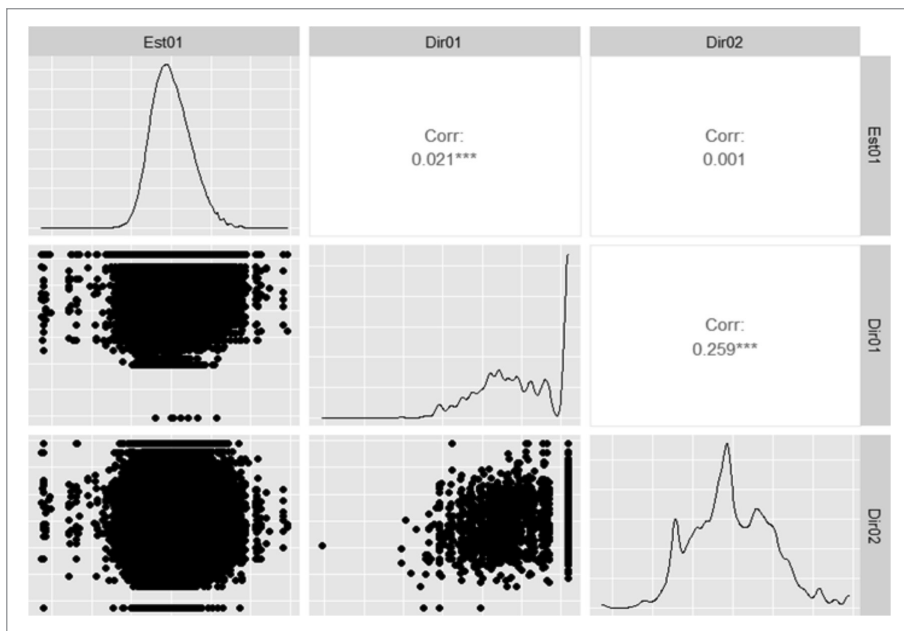 Est01
Dir01
Dir02
Corr:
0.021***
Corr:
0.001
Est01
Corr:
0.259***
Dir01
Dir02